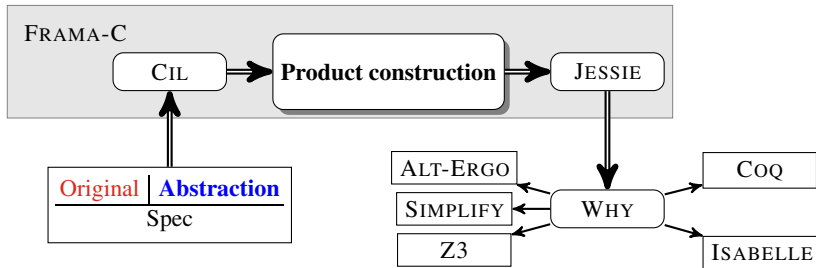 FRAMA-C
CIL
Product construction
JESSIE
Original Abstraction
Spec
ALT-ERGO
SIMPLIFY
Z3
WHY
COQ
ISABELLE